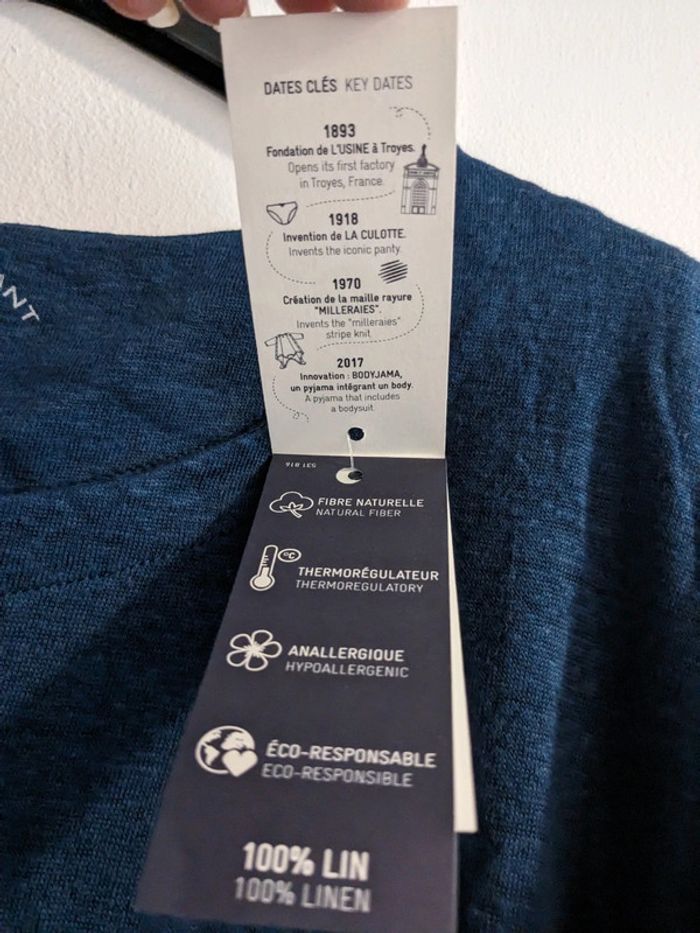 DATES CLÉS KEY DATES
1893
Fondation de L'USINE à Troyes.
Opens its first factory
in Troyes, France.
1918
Invention de LA CULOTTE.
Invents the iconic panty.
1970
Création de la maille rayure
"MILLERAIES".
Invents the "milleraies"
stripe knit
2017
Innovation : BODYJAMA,
un pyjama intégrant un body.
A pyjama that includes
a bodysuit
ANT
531 816
FIBRE NATURELLE
NATURAL FIBER
°C
THERMORÉGULATEUR
THERMOREGULATORY
ANALLERGIQUE
HYPOALLERGENIC
ÉCO-RESPONSABLE
ECO-RESPONSIBLE
100% LIN
100% LINEN